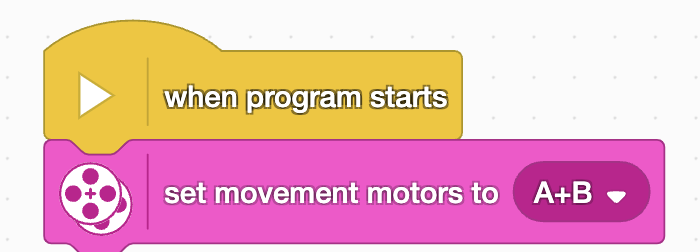 when program starts
set movement motors to A+B